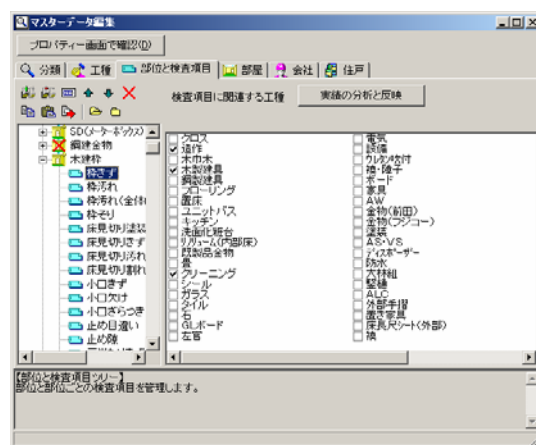 マスターデータ編集
プロパティー画面で確認(O)
分類
工種
部位と検査項目
部屋
会社
住戸
検査項目に関連する工種
実績の分析と反映
SD(メーターボックス)
鋼建金物
木建枠
枠きず
枠汚れ
枠汚れ(全体
枠そり
床見切り塗装
床見切りきず
床見切り汚れ
床見切り割れ
小口きず
小口欠け
小口ざらつき
止め目違い
止め隙
クロス
造作
木巾木
木製建具
鋼製建具
フローリング
置床
ユニットバス
キッチン
洗面化粧台
リノリューム(内部床)
既製品金物
畳
クリーニング
シール
ガラス
タイル
石
GLボード
左官
電気
設備
ウレタン吹付
襖・障子
ボード
家具
AW
金物(前田)
金物(フジコー)
塗装
AS・VS
ディスポーザー
防水
大林組
竪樋
ALC
外部手摺
置き家具
床長尺シート(外部)
襖
【部位と検査項目ツリー】
部位と部位ごとの検査項目を管理します。